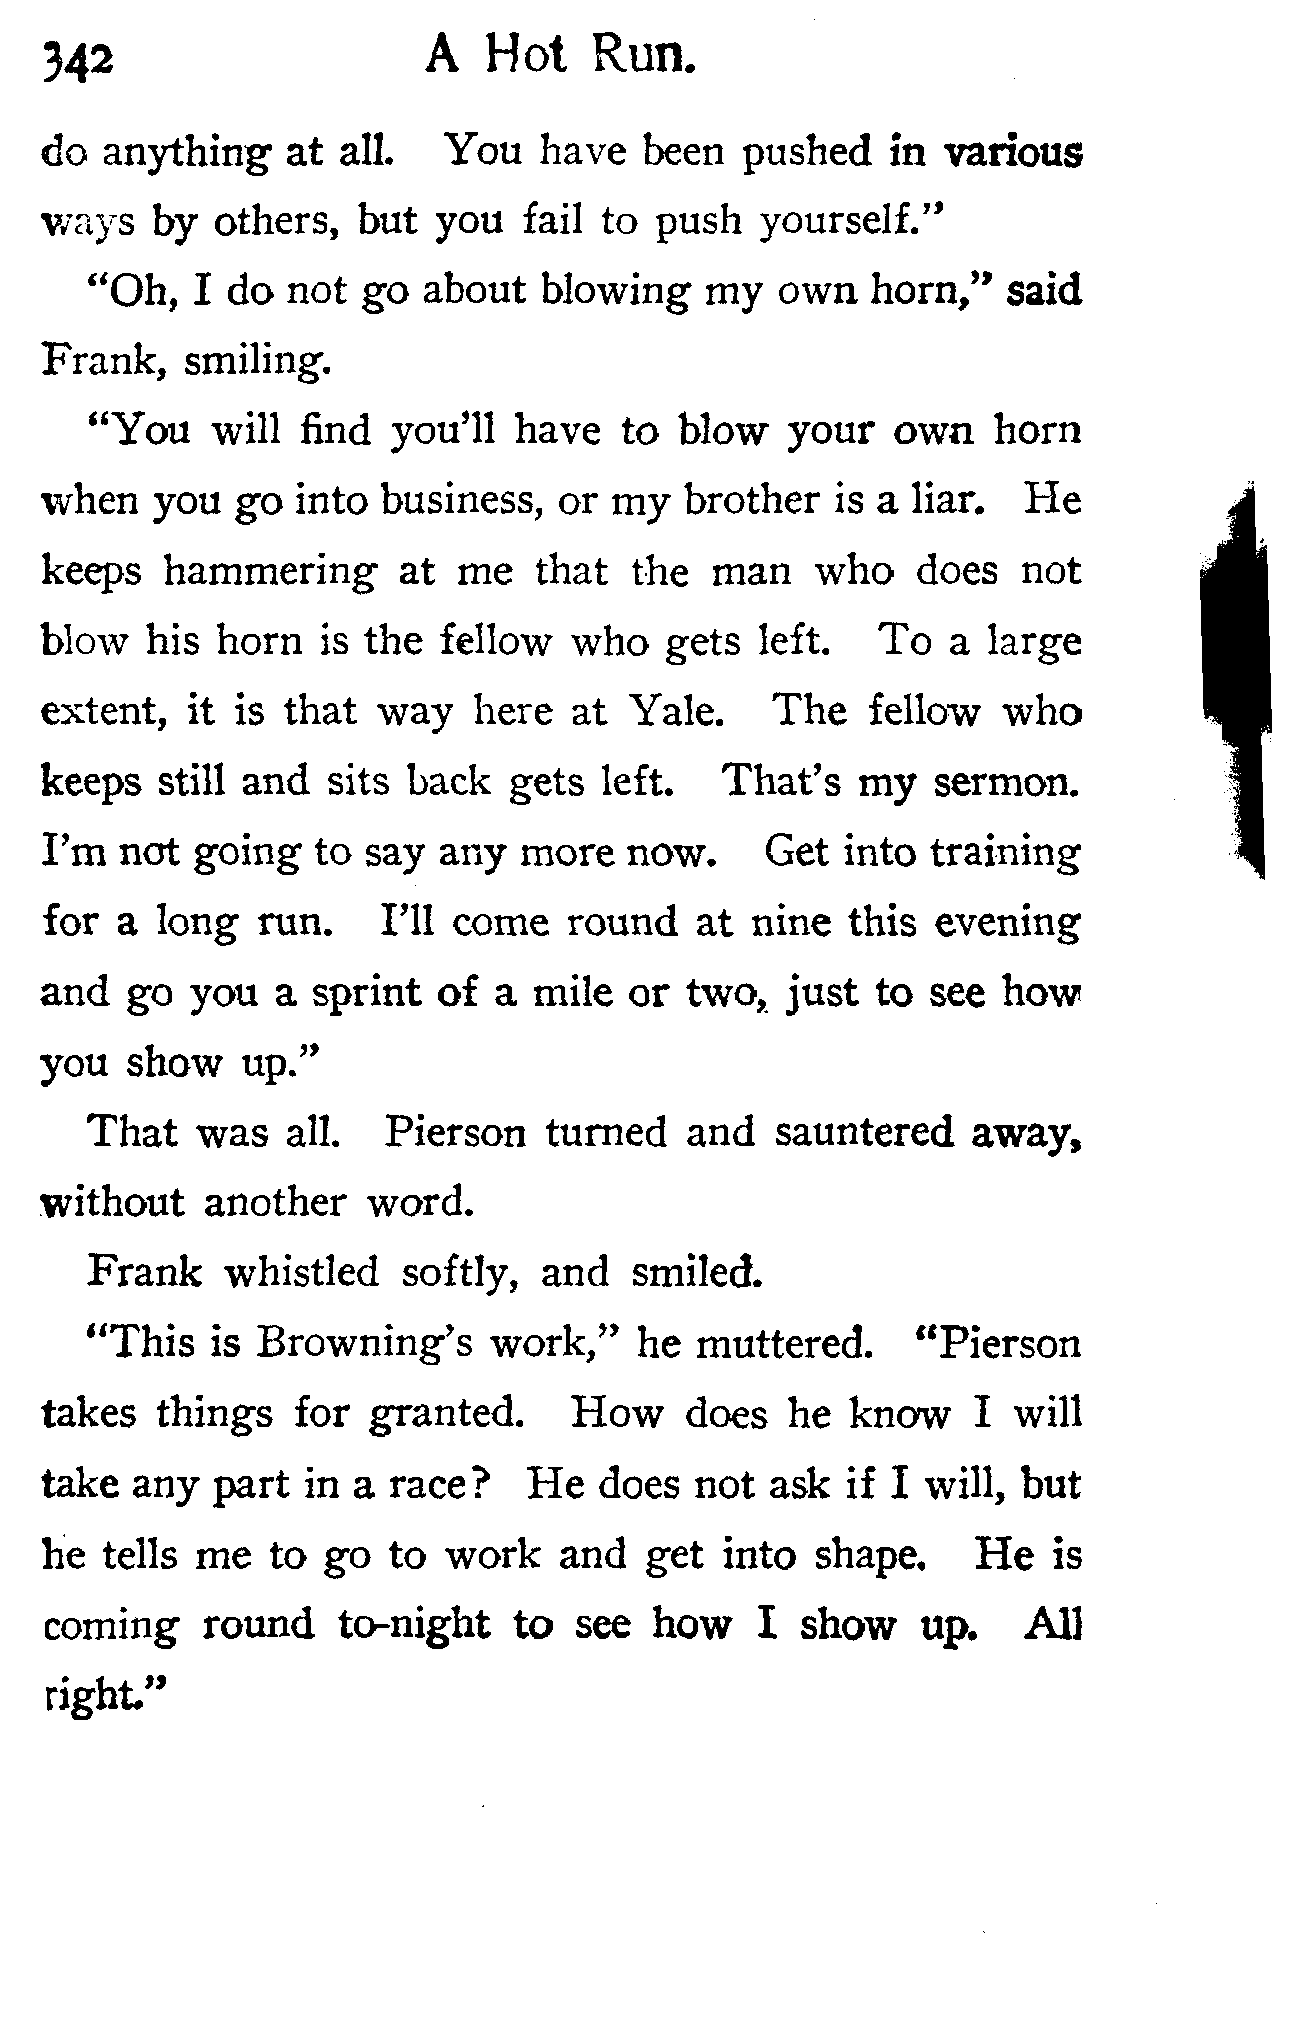 342 A Hot Run.
do anything at all. You have been pushed in various
ways by others, but you fail to push yourself.”
“Oh, I do not go about blowing my own horn,” said
Frank, smiling.
“You will find you’ll have to blow your own horn
when you go into business, or my brother is a liar. He
keeps hammering at me that the man who does not
blow his horn is the fellow who gets left. To a large
extent, it is that way here at Yale. The fellow who
keeps still and sits back gets left. That’s my sermon.
I’m not going to say any more now. Get into training
for a long run. I’ll come round at nine this evening
and go you a sprint of a mile or two, just to see how
you show up.”
That was all. Pierson turned and sauntered away,
without another word.
Frank whistled softly, and smiled.
“This is Browning’s work,” he muttered. “Pierson
takes things for granted. How does he know I will
take any part in a race? He does not ask if I will, but
he tells me to go to work and get into shape. He is
coming round to-night to see how I show up. All
right.”